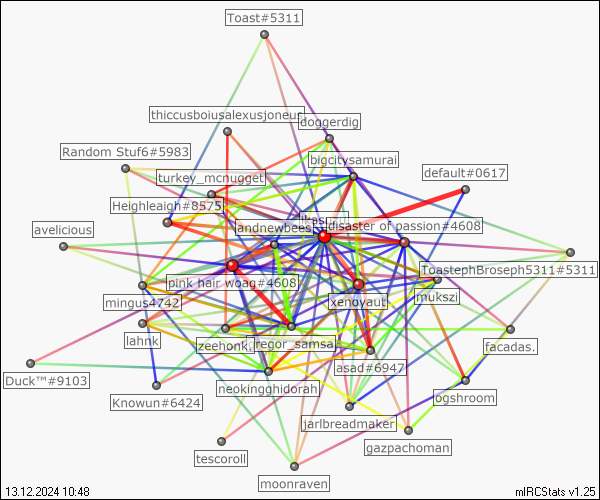 Toast#5311
thiccusboiusalexusjoneus
doggerdig
Random Stuf6#5983
bigcitysamurai
turkey_mcnugget
default#0617
Heighleaigh#8575
disaster of passion#4608
andnewbees
avelicious
ToastephBroseph5311#5311
pink hair woag#4608
mukszi
mingus4742
xenoyaut
lahnk
zeehonk
regor_samsa
facadas.
asad#6947
Duck™#9103
neokingghidorah
Knowun#6424
ogshroom
jarlbreadmaker
gazpachoman
tescoroll
moonraven
13.12.2024 10:48
mIRCStats v1.25